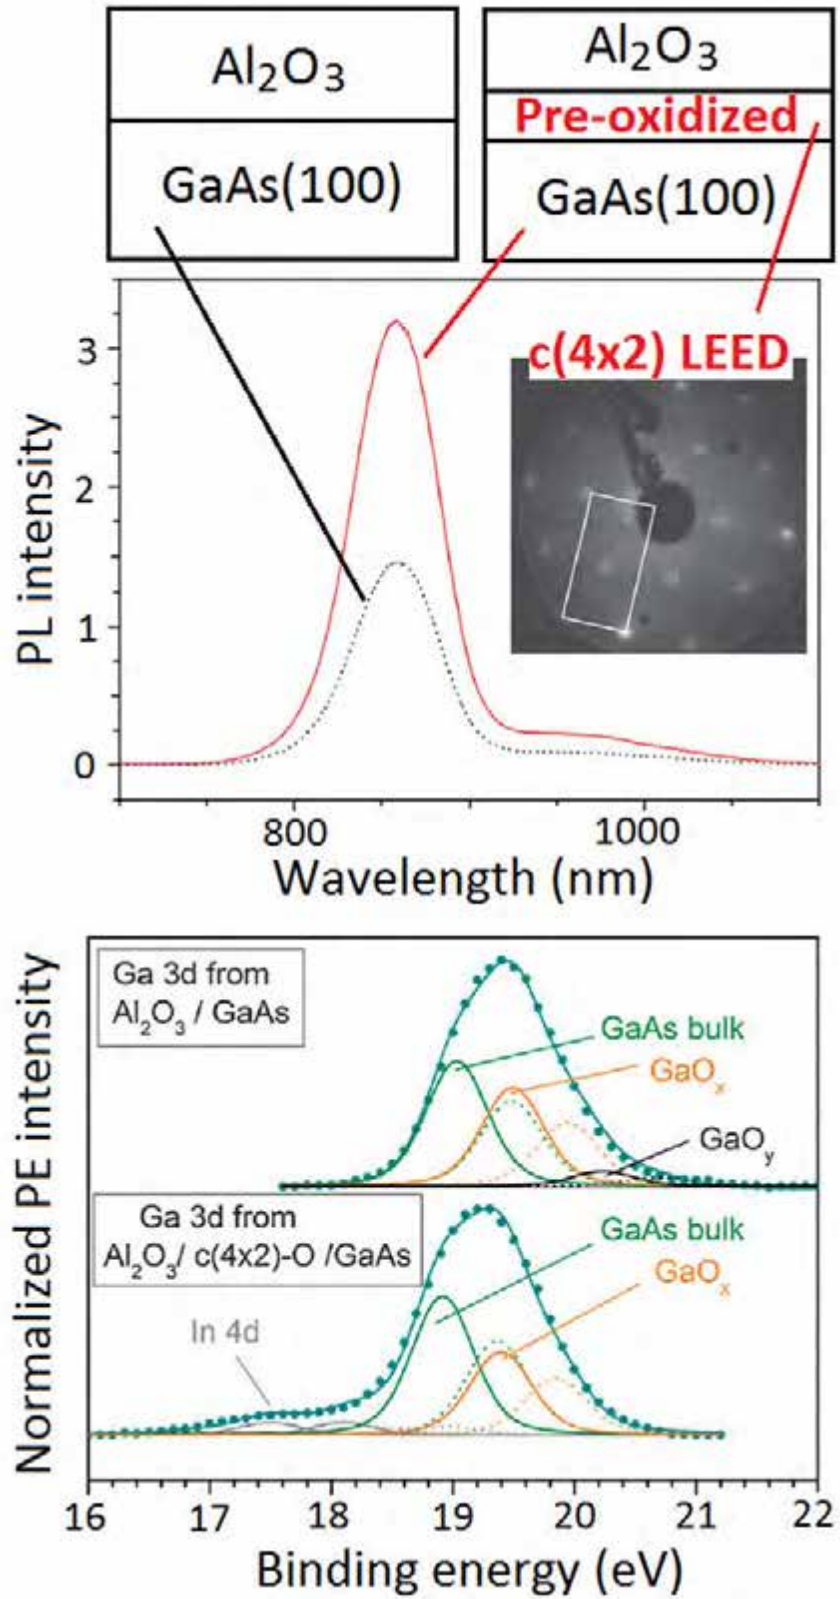 Al₂O₃
GaAs(100)
Al₂O₃
Pre-oxidized
GaAs(100)
c(4x2) LEED
PL intensity
3
2
1
0
800
1000
Wavelength (nm)
Normalized PE intensity
Ga 3d from
Al₂O₃ / GaAs
GaAs bulk
GaOₓ
GaOᵧ
Ga 3d from
Al₂O₃/ c(4x2)-O /GaAs
GaAs bulk
GaOₓ
In 4d
16 17 18 19 20 21 22
Binding energy (eV)